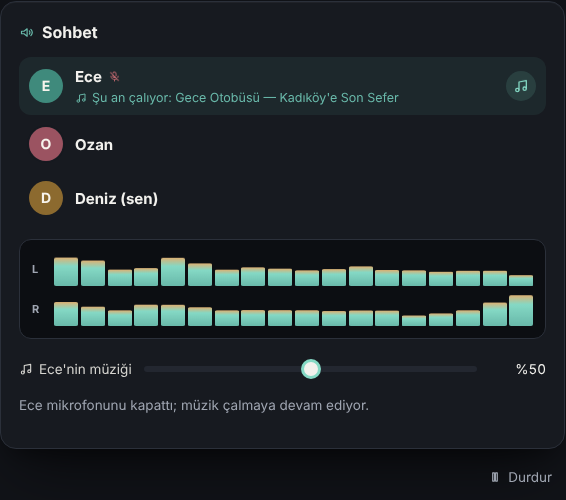 Sohbet
E
Ece
Şu an çalıyor: Gece Otobüsü — Kadıköy'e Son Sefer
O
Ozan
D
Deniz (sen)
L
R
Ece'nin müziği
%50
Ece mikrofonunu kapattı; müzik çalmaya devam ediyor.
Durdur